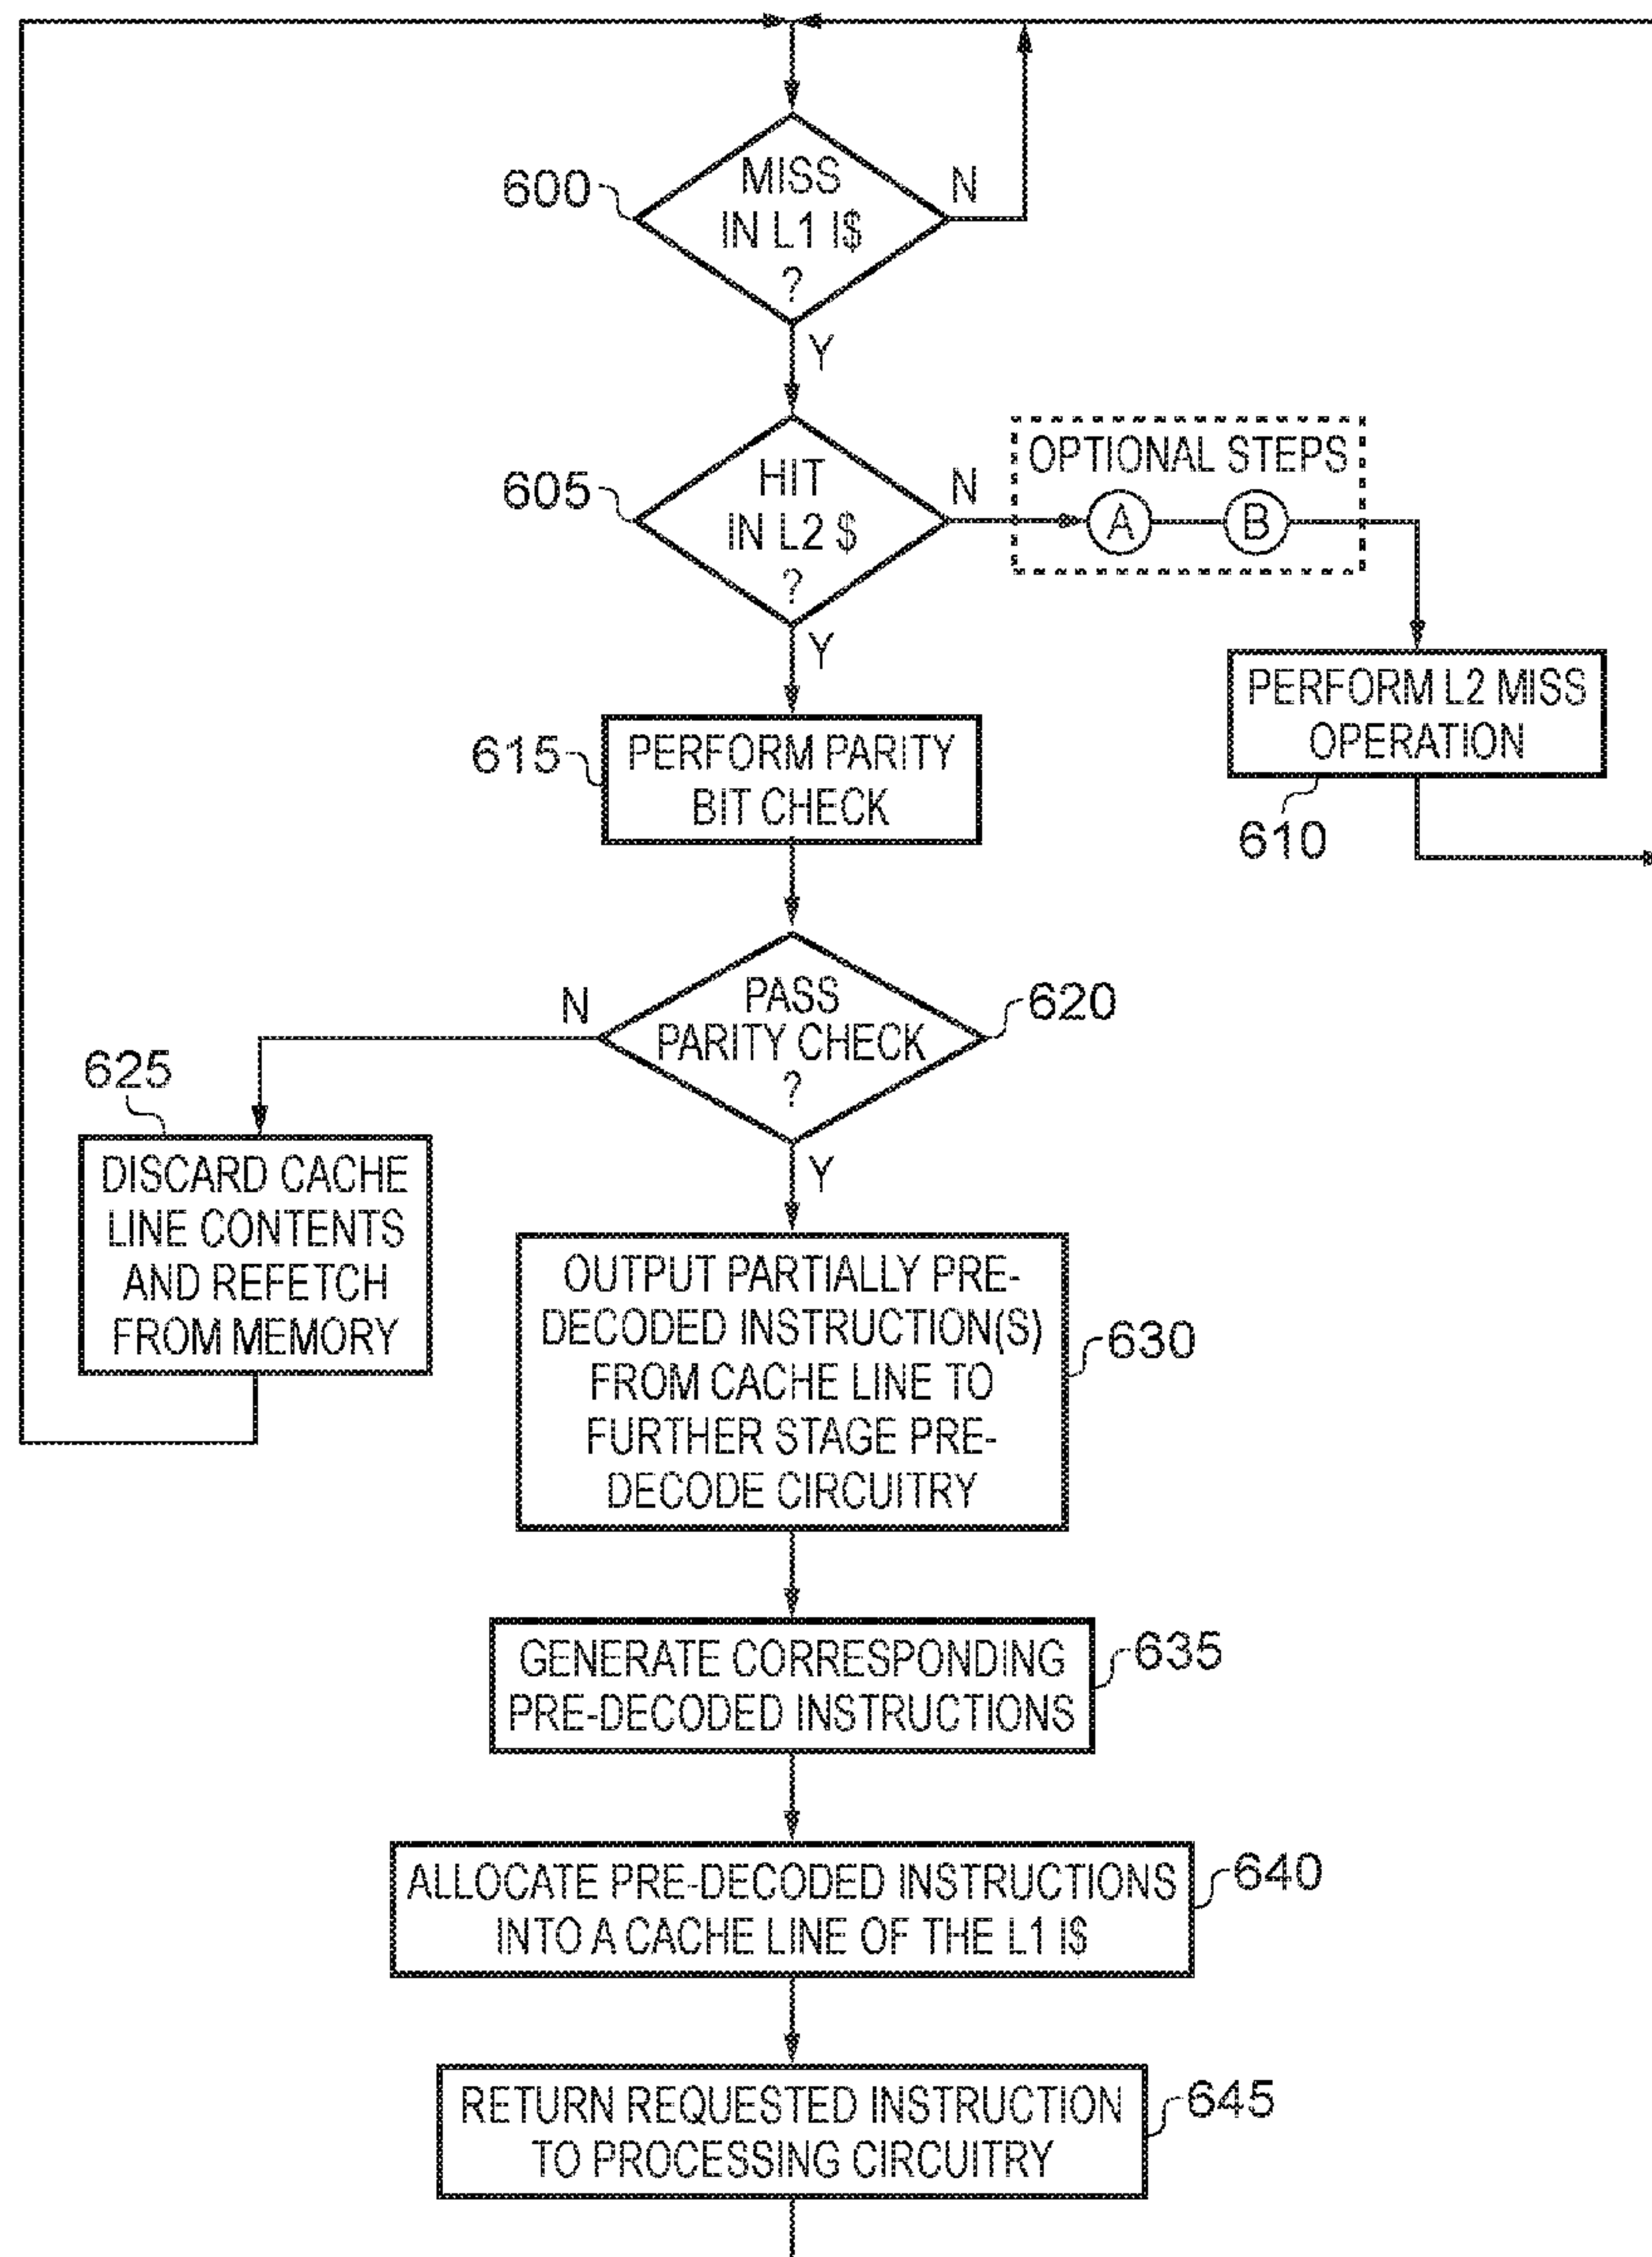 600
MISS
IN L1 I$
?
N
Y
605
HIT
IN L2 $
?
N
OPTIONAL STEPS
A
B
Y
PERFORM L2 MISS
OPERATION
610
615
PERFORM PARITY
BIT CHECK
PASS
PARITY CHECK
?
620
N
Y
625
DISCARD CACHE
LINE CONTENTS
AND REFETCH
FROM MEMORY
OUTPUT PARTIALLY PRE-
DECODED INSTRUCTION(S)
FROM CACHE LINE TO
FURTHER STAGE PRE-
DECODE CIRCUITRY
630
GENERATE CORRESPONDING
PRE-DECODED INSTRUCTIONS
635
ALLOCATE PRE-DECODED INSTRUCTIONS
INTO A CACHE LINE OF THE L1 I$
640
RETURN REQUESTED INSTRUCTION
TO PROCESSING CIRCUITRY
645